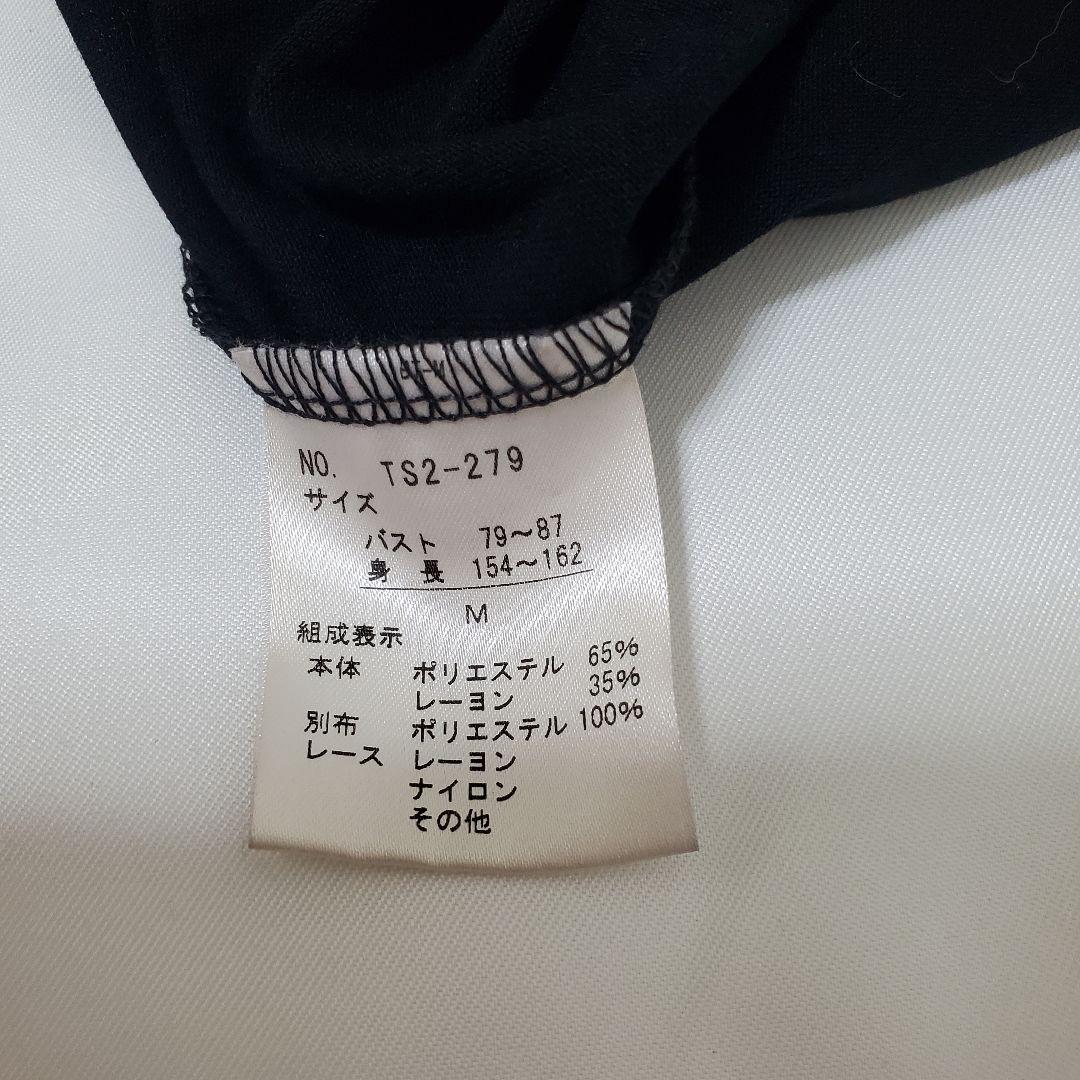 NO. TS2-279
サイズ
バスト 79～87
身長 154～162
M
組成表示
本体 ポリエステル 65%
レーヨン 35%
別布 ポリエステル 100%
レース レーヨン
ナイロン
その他